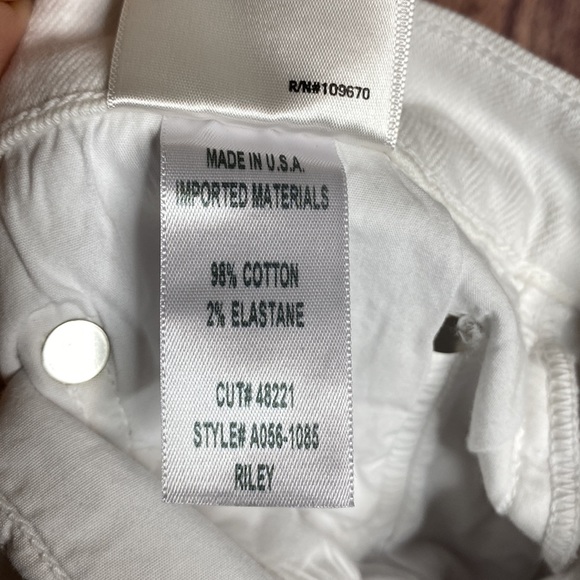 R/N#109670
MADE IN U.S.A.
IMPORTED MATERIALS
98% COTTON
2% ELASTANE
CUT# 48221
STYLE# A056-1085
RILEY